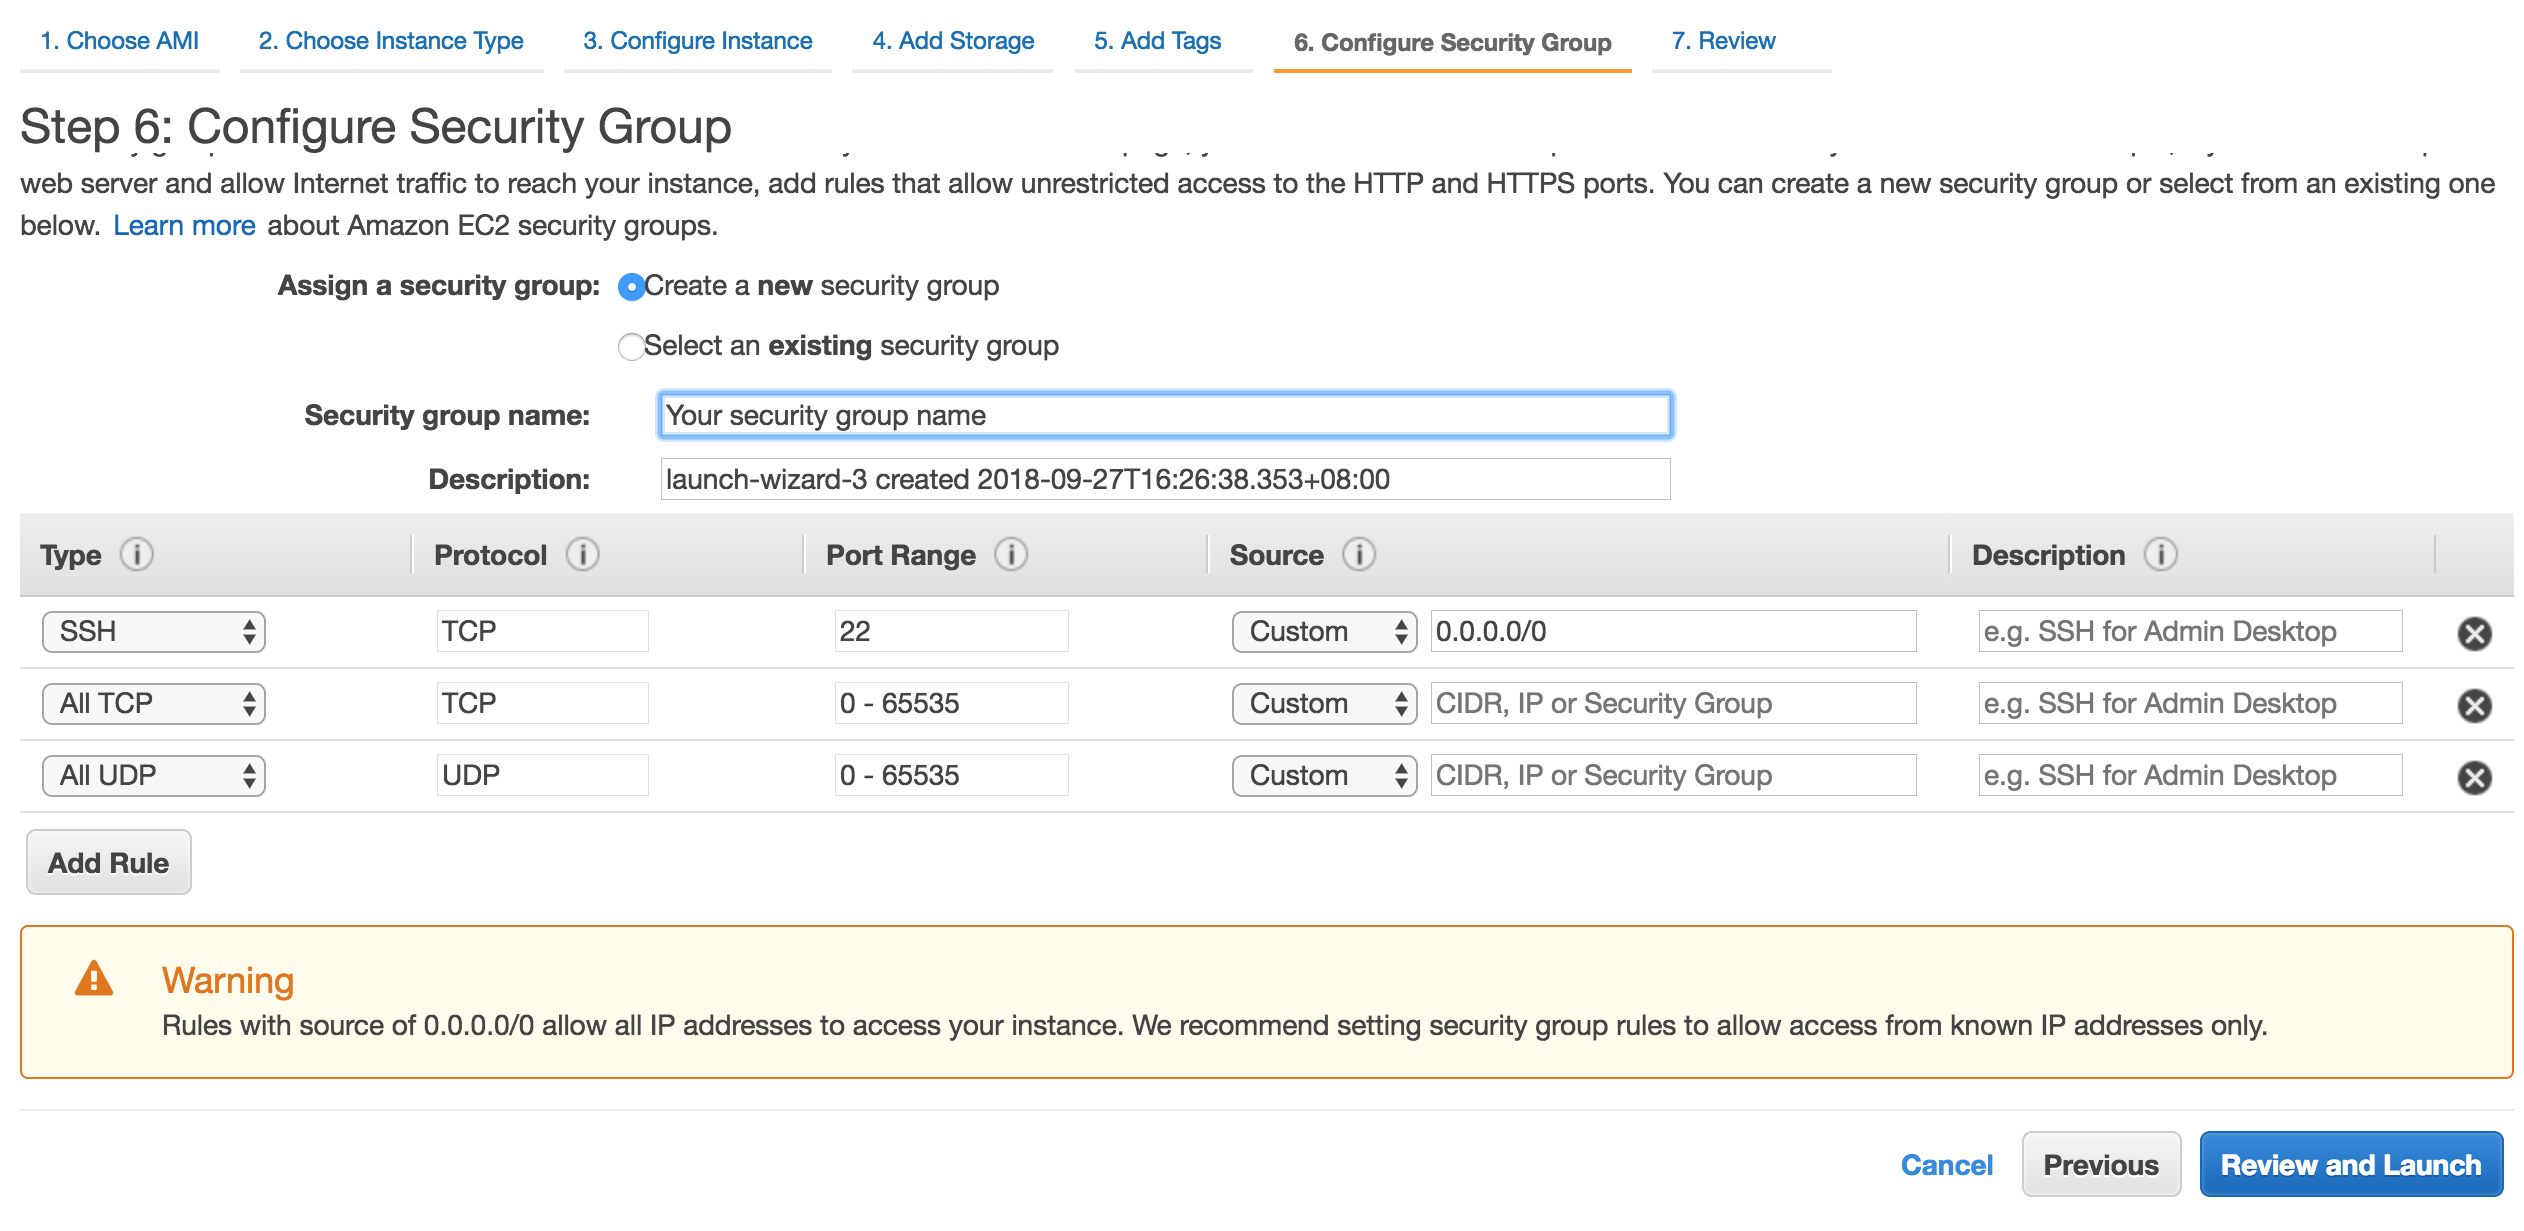 1. Choose AMI 2. Choose Instance Type 3. Configure Instance 4. Add Storage 5. Add Tags 6. Configure Security Group 7. Review
Step 6: Configure Security Group
web server and allow Internet traffic to reach your instance, add rules that allow unrestricted access to the HTTP and HTTPS ports. You can create a new security group or select from an existing one
below. Learn more about Amazon EC2 security groups.
Assign a security group: Create a new security group
Select an existing security group
Security group name: Your security group name
Description: launch-wizard-3 created 2018-09-27T16:26:38.353+08:00
Type i Protocol i Port Range i Source i Description i
SSH TCP 22 Custom 0.0.0.0/0 e.g. SSH for Admin Desktop
All TCP TCP 0 - 65535 Custom CIDR, IP or Security Group e.g. SSH for Admin Desktop
All UDP UDP 0 - 65535 Custom CIDR, IP or Security Group e.g. SSH for Admin Desktop
Add Rule
Warning
Rules with source of 0.0.0.0/0 allow all IP addresses to access your instance. We recommend setting security group rules to allow access from known IP addresses only.
Cancel Previous Review and Launch